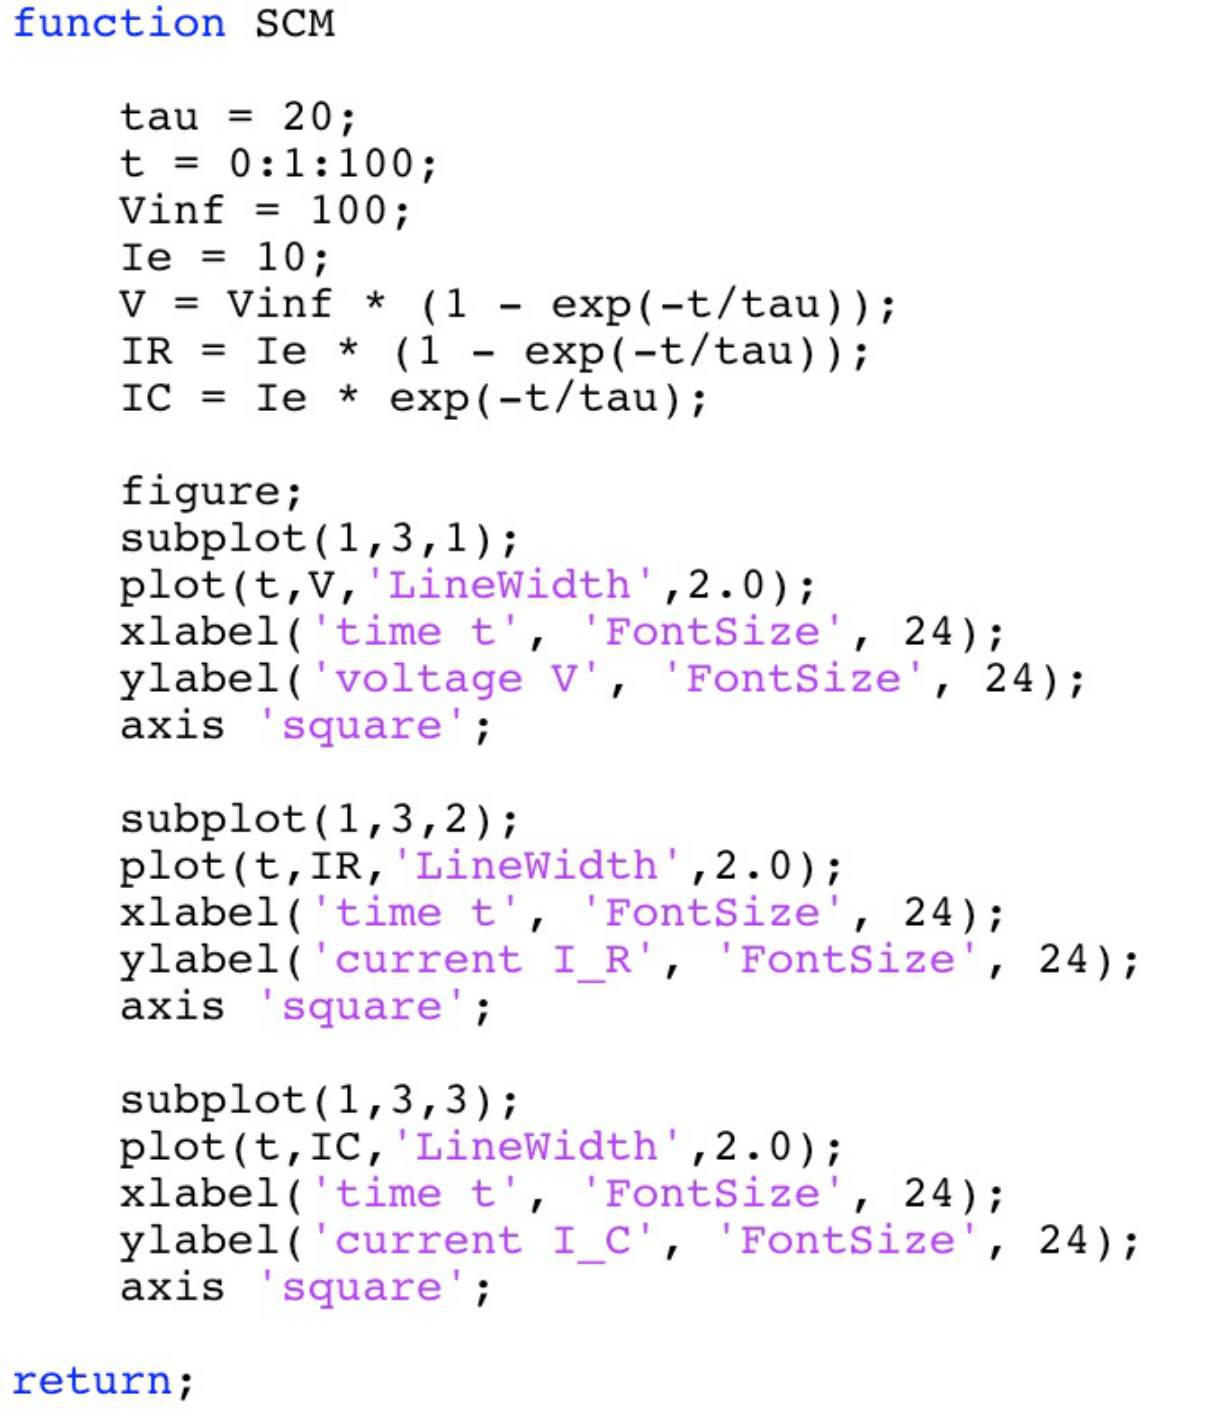 function SCM
tau = 20;
t = 0:1:100;
Vinf = 100;
Ie = 10;
V = Vinf * (1 - exp(-t/tau));
IR = Ie * (1 - exp(-t/tau));
IC = Ie * exp(-t/tau);
figure;
subplot(1,3,1);
plot(t,V,'LineWidth',2.0);
xlabel('time t', 'FontSize', 24);
ylabel('voltage V', 'FontSize', 24);
axis 'square';
subplot(1,3,2);
plot(t,IR,'LineWidth',2.0);
xlabel('time t', 'FontSize', 24);
ylabel('current I_R', 'FontSize', 24);
axis 'square';
subplot(1,3,3);
plot(t,IC,'LineWidth',2.0);
xlabel('time t', 'FontSize', 24);
ylabel('current I_C', 'FontSize', 24);
axis 'square';
return;